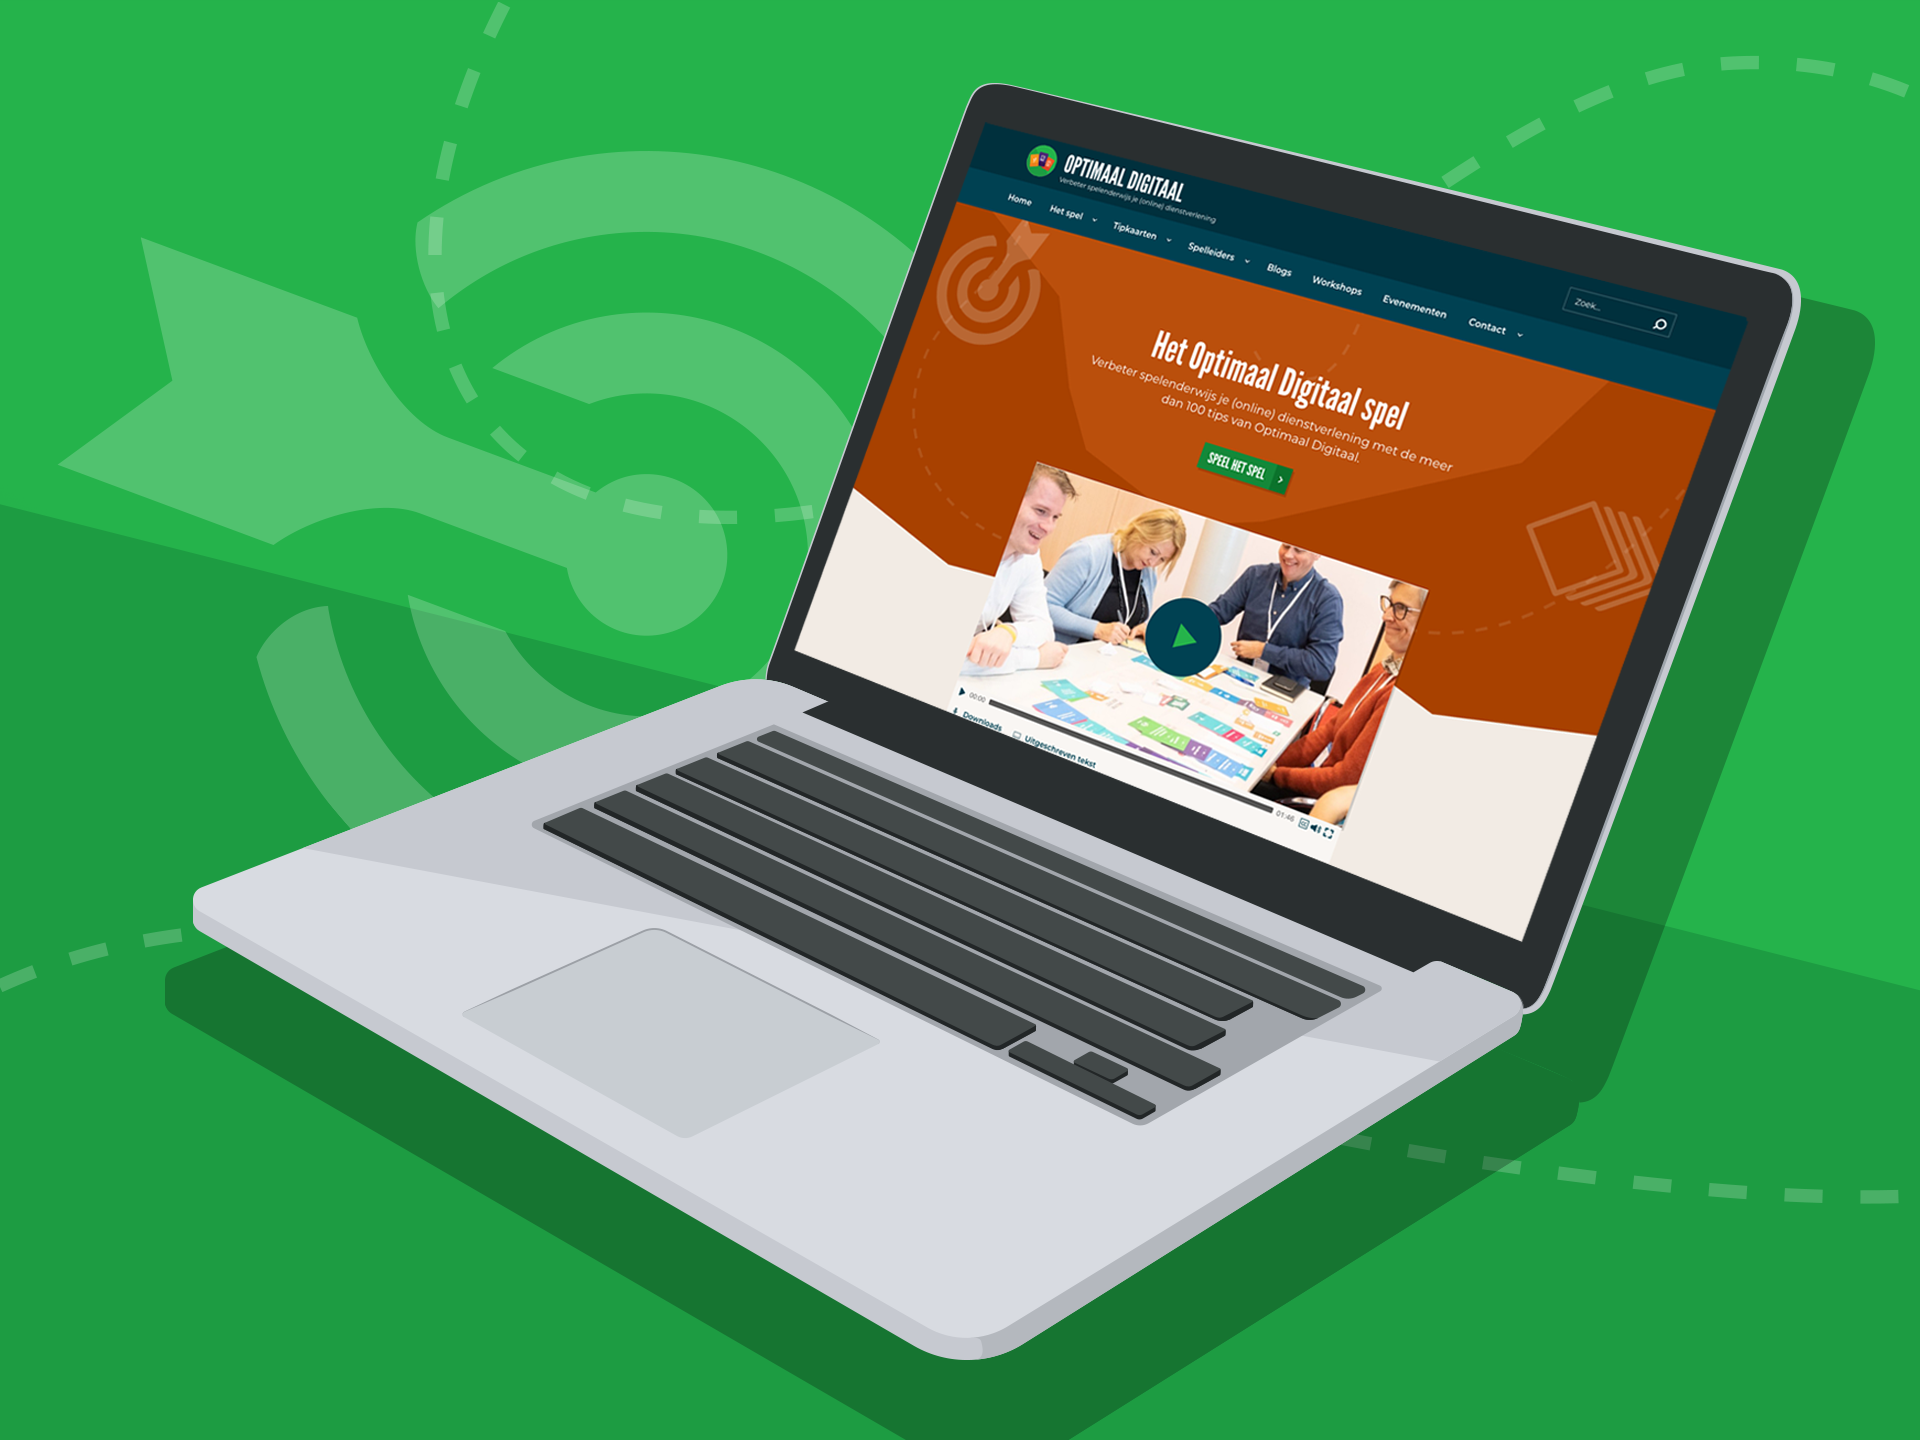 OPTIMAAL DIGITAAL
Verbeter spelenderwijs je (online) dienstverlening
Home
Het spel
Tipkaarten
Spelleiders
Blogs
Workshops
Evenementen
Contact
Zoek...
Het Optimaal Digitaal spel
Verbeter spelenderwijs je (online) dienstverlening met de meer
dan 100 tips van Optimaal Digitaal.
SPEEL HET SPEL
00:00
01:46
Downloads
Uitgeschreven tekst